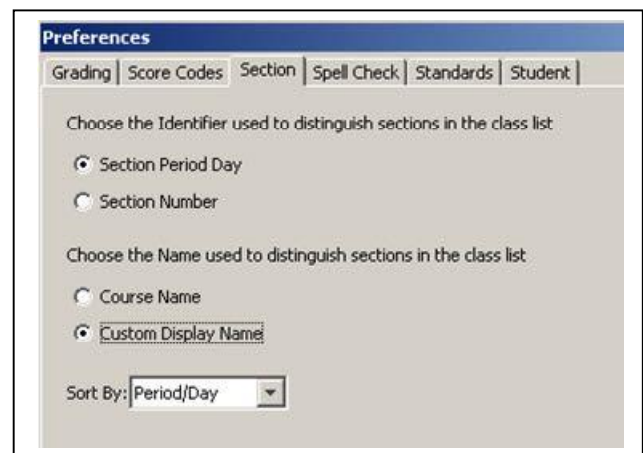 Preferences
Grading Score Codes Section Spell Check Standards Student
Choose the Identifier used to distinguish sections in the class list
Section Period Day
Section Number
Choose the Name used to distinguish sections in the class list
Course Name
Custom Display Name
Sort By: Period/Day